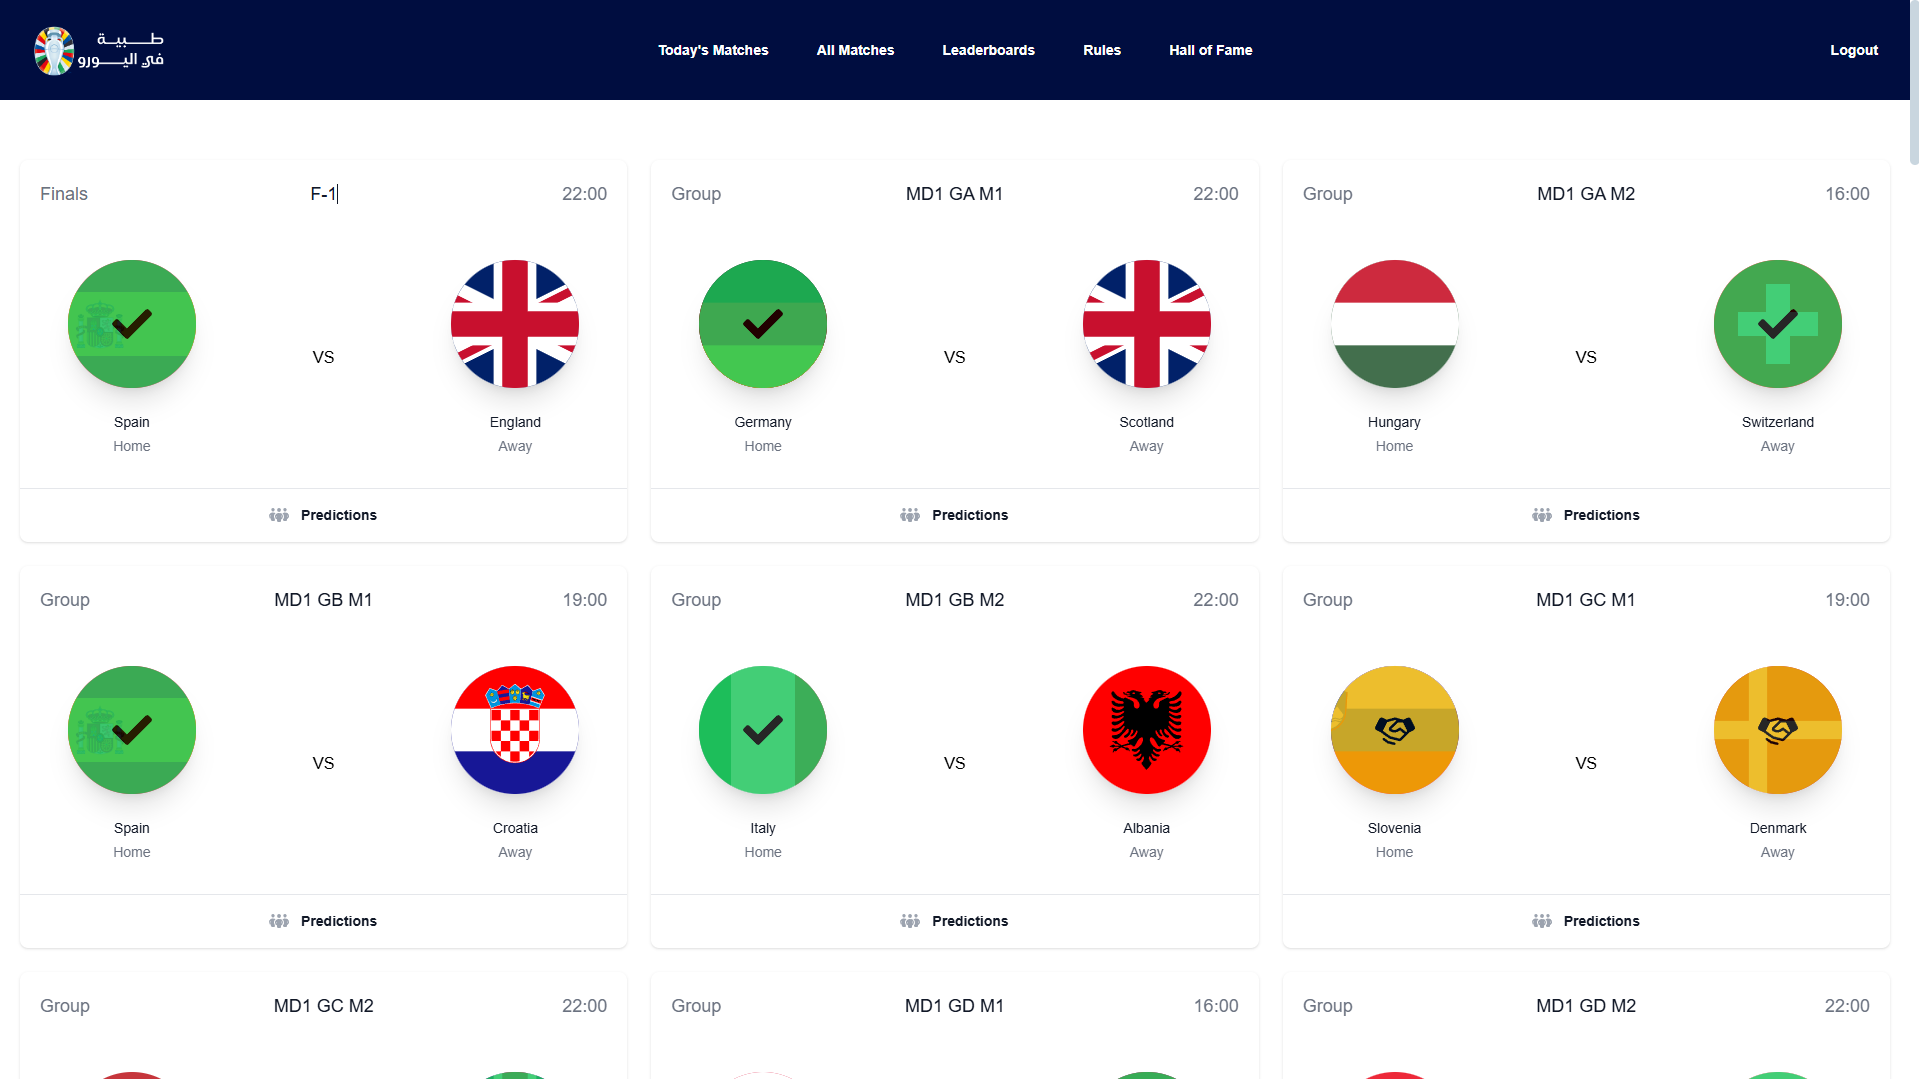 طـــــبيـــة
في اليـــــورو
Today's Matches
All Matches
Leaderboards
Rules
Hall of Fame
Logout
Finals
F-1
22:00
VS
Spain
Home
England
Away
Predictions
Group
MD1 GA M1
22:00
VS
Germany
Home
Scotland
Away
Predictions
Group
MD1 GA M2
16:00
VS
Hungary
Home
Switzerland
Away
Predictions
Group
MD1 GB M1
19:00
VS
Spain
Home
Croatia
Away
Predictions
Group
MD1 GB M2
22:00
VS
Italy
Home
Albania
Away
Predictions
Group
MD1 GC M1
19:00
VS
Slovenia
Home
Denmark
Away
Predictions
Group
MD1 GC M2
22:00
Group
MD1 GD M1
16:00
Group
MD1 GD M2
22:00